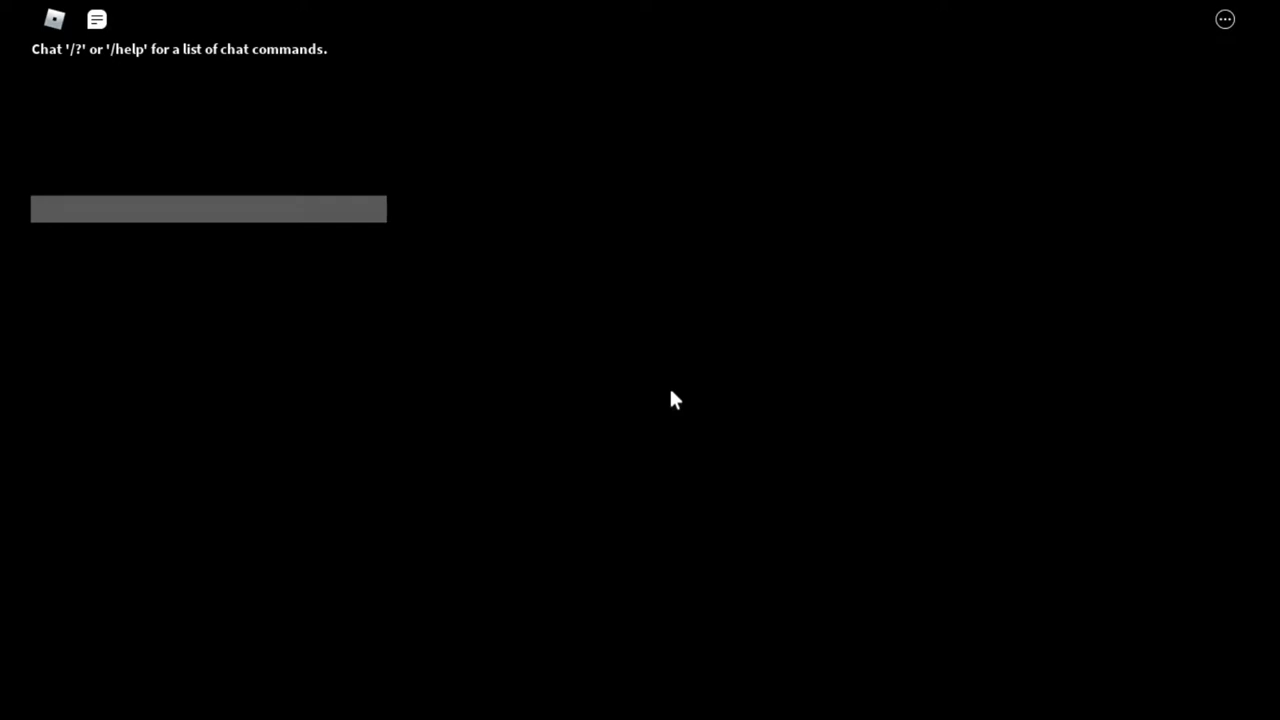 Chat '/?' or '/help' for a list of chat commands.